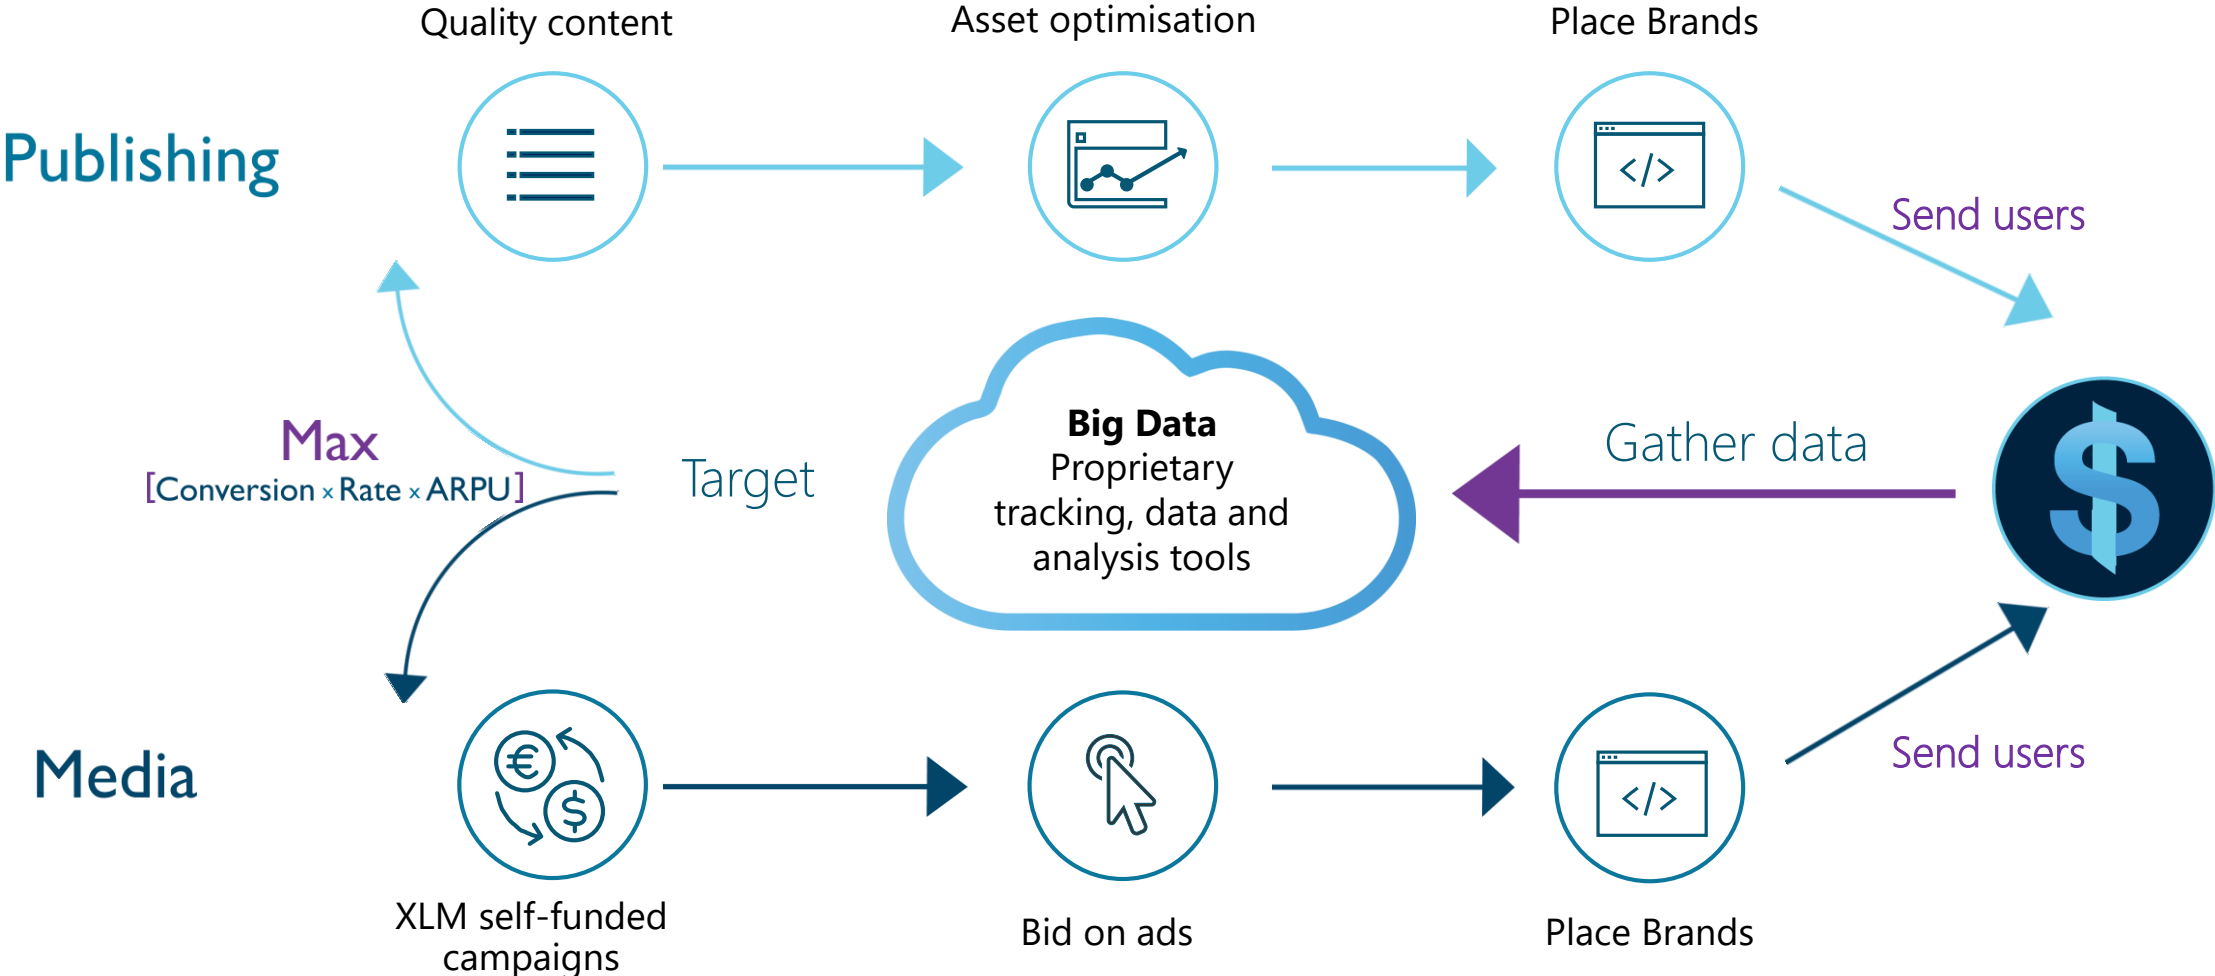 Quality content
Asset optimisation
Place Brands
Publishing
</>
Send users
Big Data
Proprietary
tracking, data and
analysis tools
Gather data
$
Max
[Conversion x Rate x ARPU]
Target
Media
€
$
</>
Send users
XLM self-funded
campaigns
Bid on ads
Place Brands